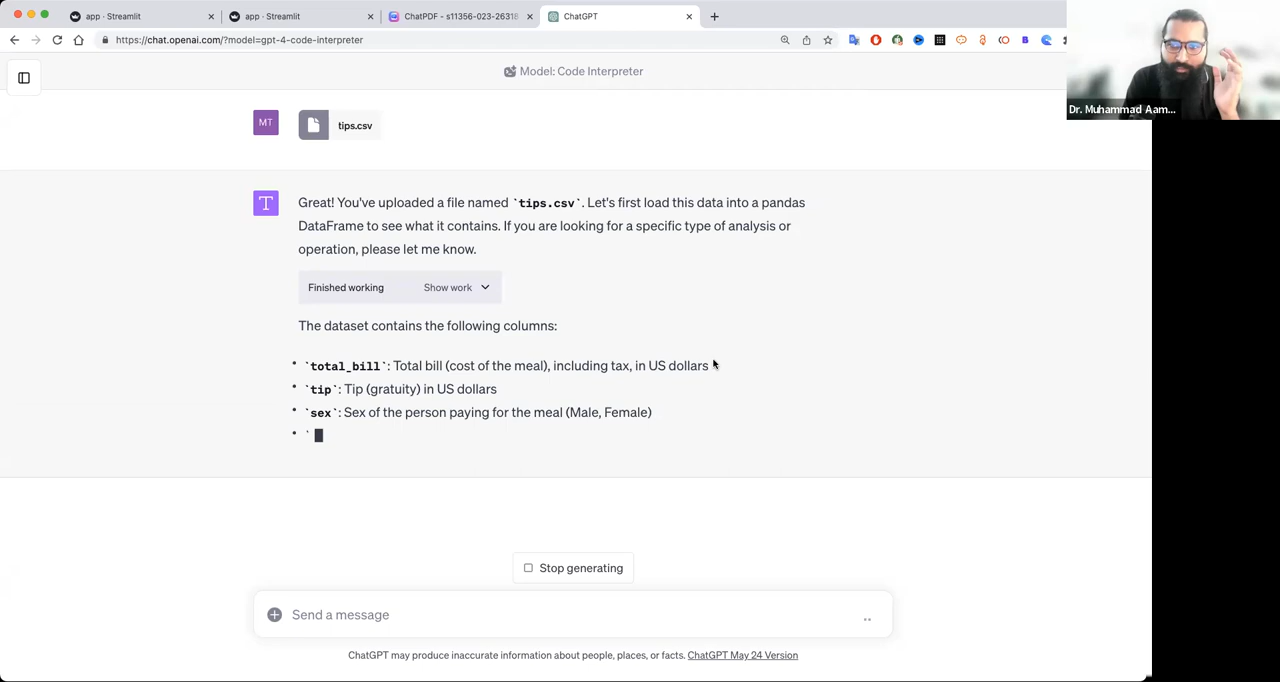 app · Streamlit
app · Streamlit
ChatPDF - s11356-023-26318
ChatGPT
https://chat.openai.com/?model=gpt-4-code-interpreter
Model: Code Interpreter
Dr. Muhammad Aam...
MT
tips.csv
Great! You've uploaded a file named `tips.csv`. Let's first load this data into a pandas
DataFrame to see what it contains. If you are looking for a specific type of analysis or
operation, please let me know.
Finished working Show work
The dataset contains the following columns:
• `total_bill`: Total bill (cost of the meal), including tax, in US dollars
• `tip`: Tip (gratuity) in US dollars
• `sex`: Sex of the person paying for the meal (Male, Female)
• `
Stop generating
Send a message
ChatGPT may produce inaccurate information about people, places, or facts. ChatGPT May 24 Version